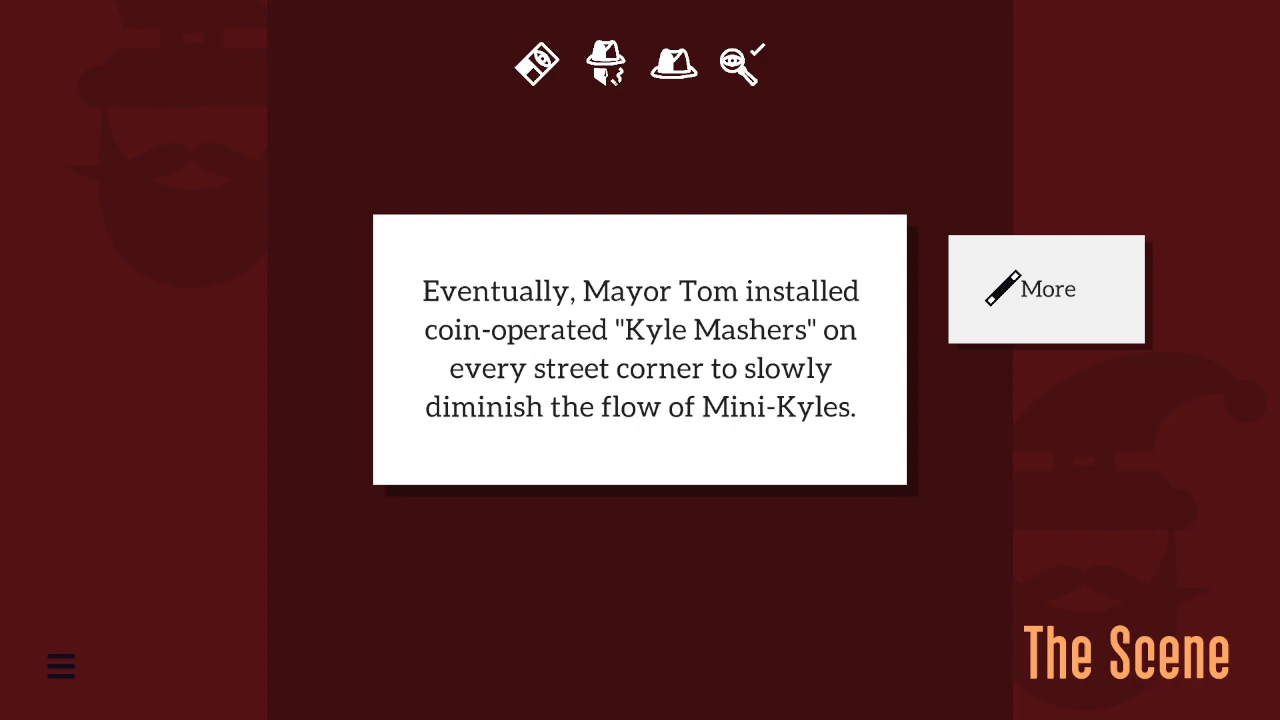 Eventually, Mayor Tom installed
coin-operated "Kyle Mashers" on
every street corner to slowly
diminish the flow of Mini-Kyles.
More
The Scene